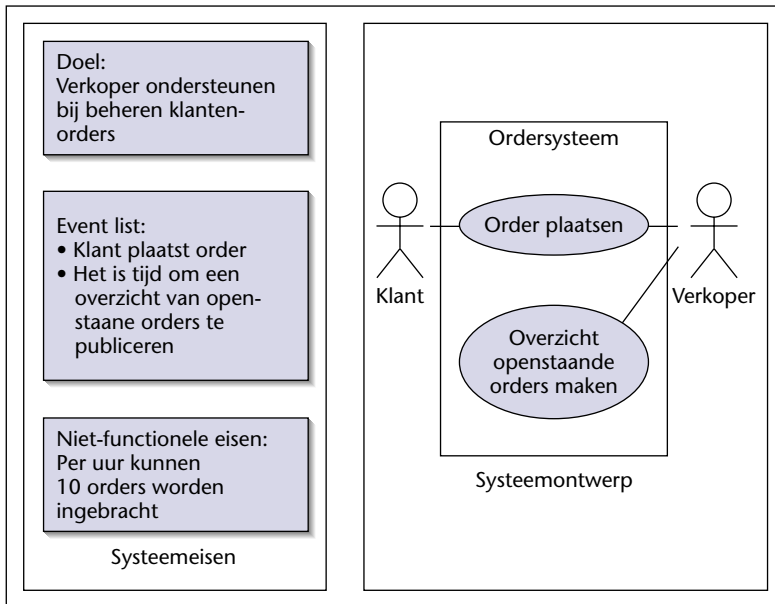 Doel:
Verkoper ondersteunen
bij beheren klanten-
orders
Event list:
• Klant plaatst order
• Het is tijd om een
overzicht van open-
staane orders te
publiceren
Niet-functionele eisen:
Per uur kunnen
10 orders worden
ingebracht
Systeemeisen
Ordersysteem
Order plaatsen
Klant
Verkoper
Overzicht
openstaande
orders maken
Systeemontwerp